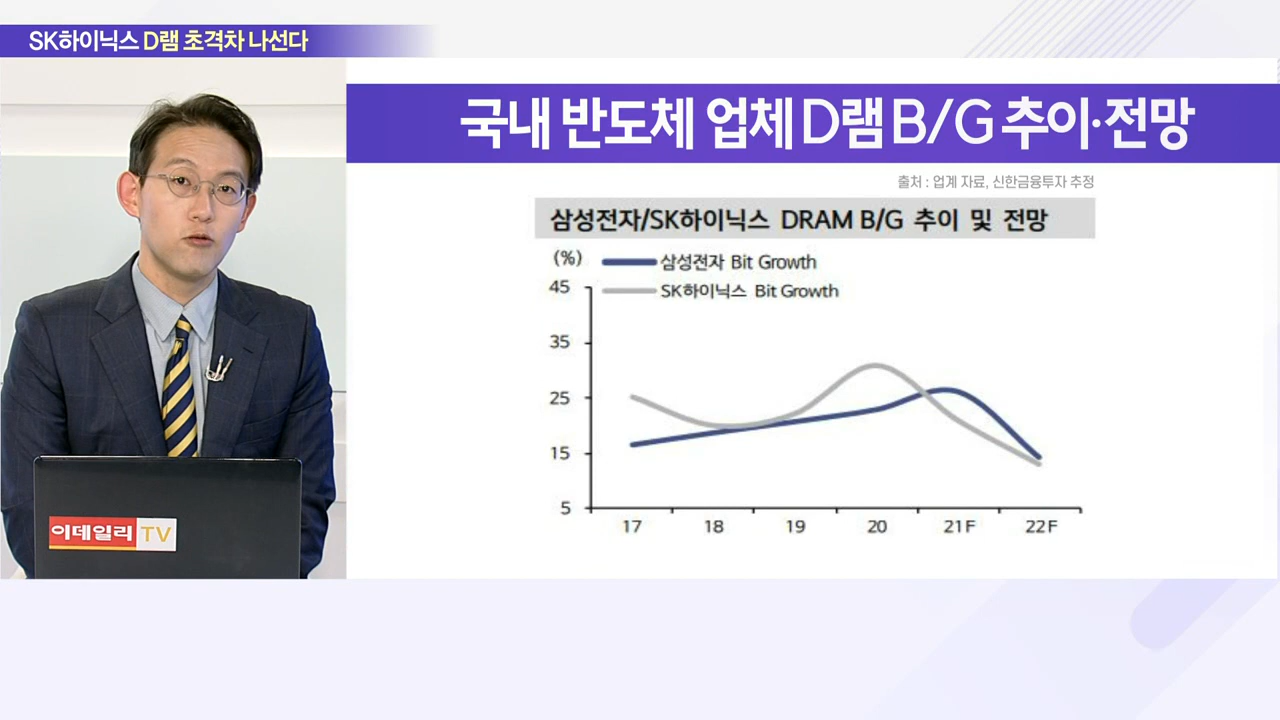 SK하이닉스 D램 초격차 나선다
국내 반도체 업체 D램 B/G 추이·전망
출처 : 업계 자료, 신한금융투자 추정
삼성전자/SK하이닉스 DRAM B/G 추이 및 전망
(%)
삼성전자 Bit Growth
SK하이닉스 Bit Growth
45
35
25
15
5
17 18 19 20 21F 22F
이데일리 TV